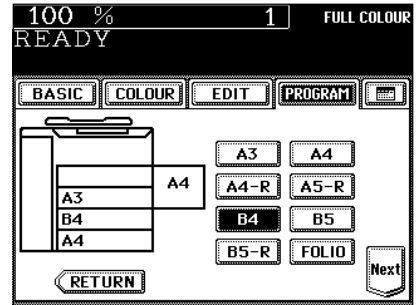 100 % 1 FULL COLOUR
READY
BASIC COLOUR EDIT PROGRAM
A3 A4
A4 A4-R A5-R
A3
B4 B4 B5
A4 B5-R FOLIO
RETURN Next